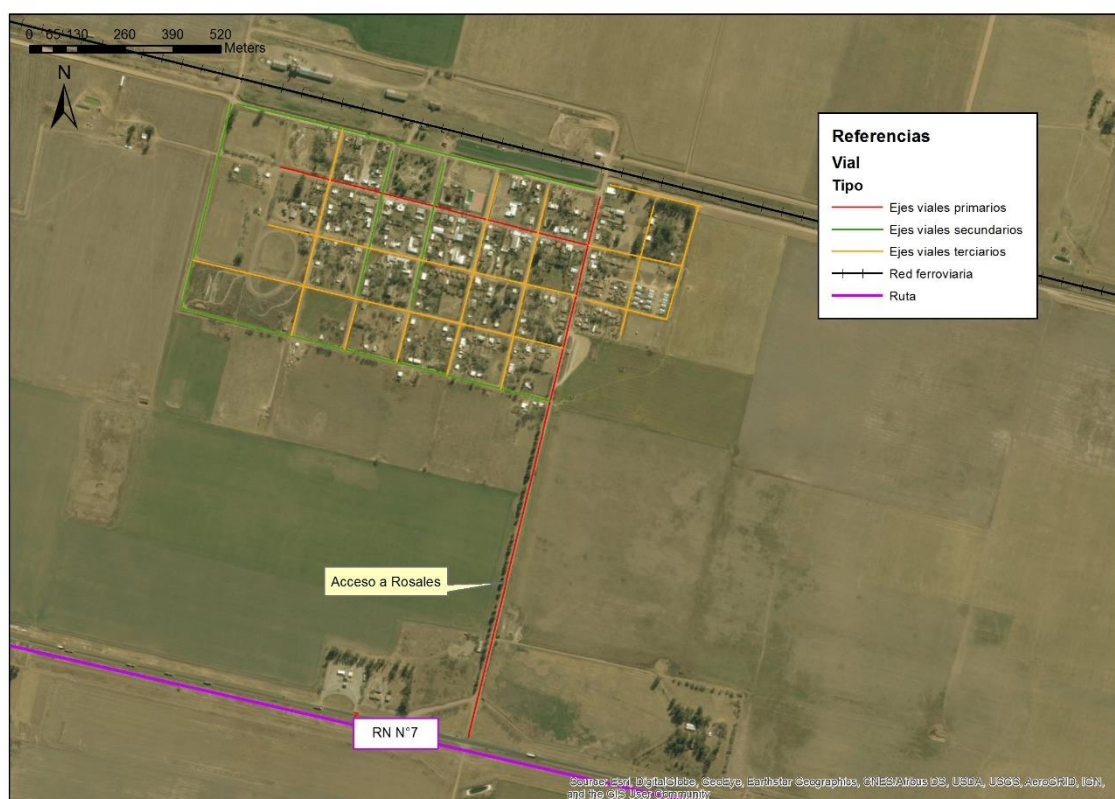 0 65 130 260 390 520
Meters
N
Referencias
Vial
Tipo
Ejes viales primarios
Ejes viales secundarios
Ejes viales terciarios
Red ferroviaria
Ruta
Acceso a Rosales
RN N°7
Source: Esri, DigitalGlobe, GeoEye, Earthstar Geographics, CNES/Airbus DS, USDA, USGS, AeroGRID, IGN,
and the GIS User Community